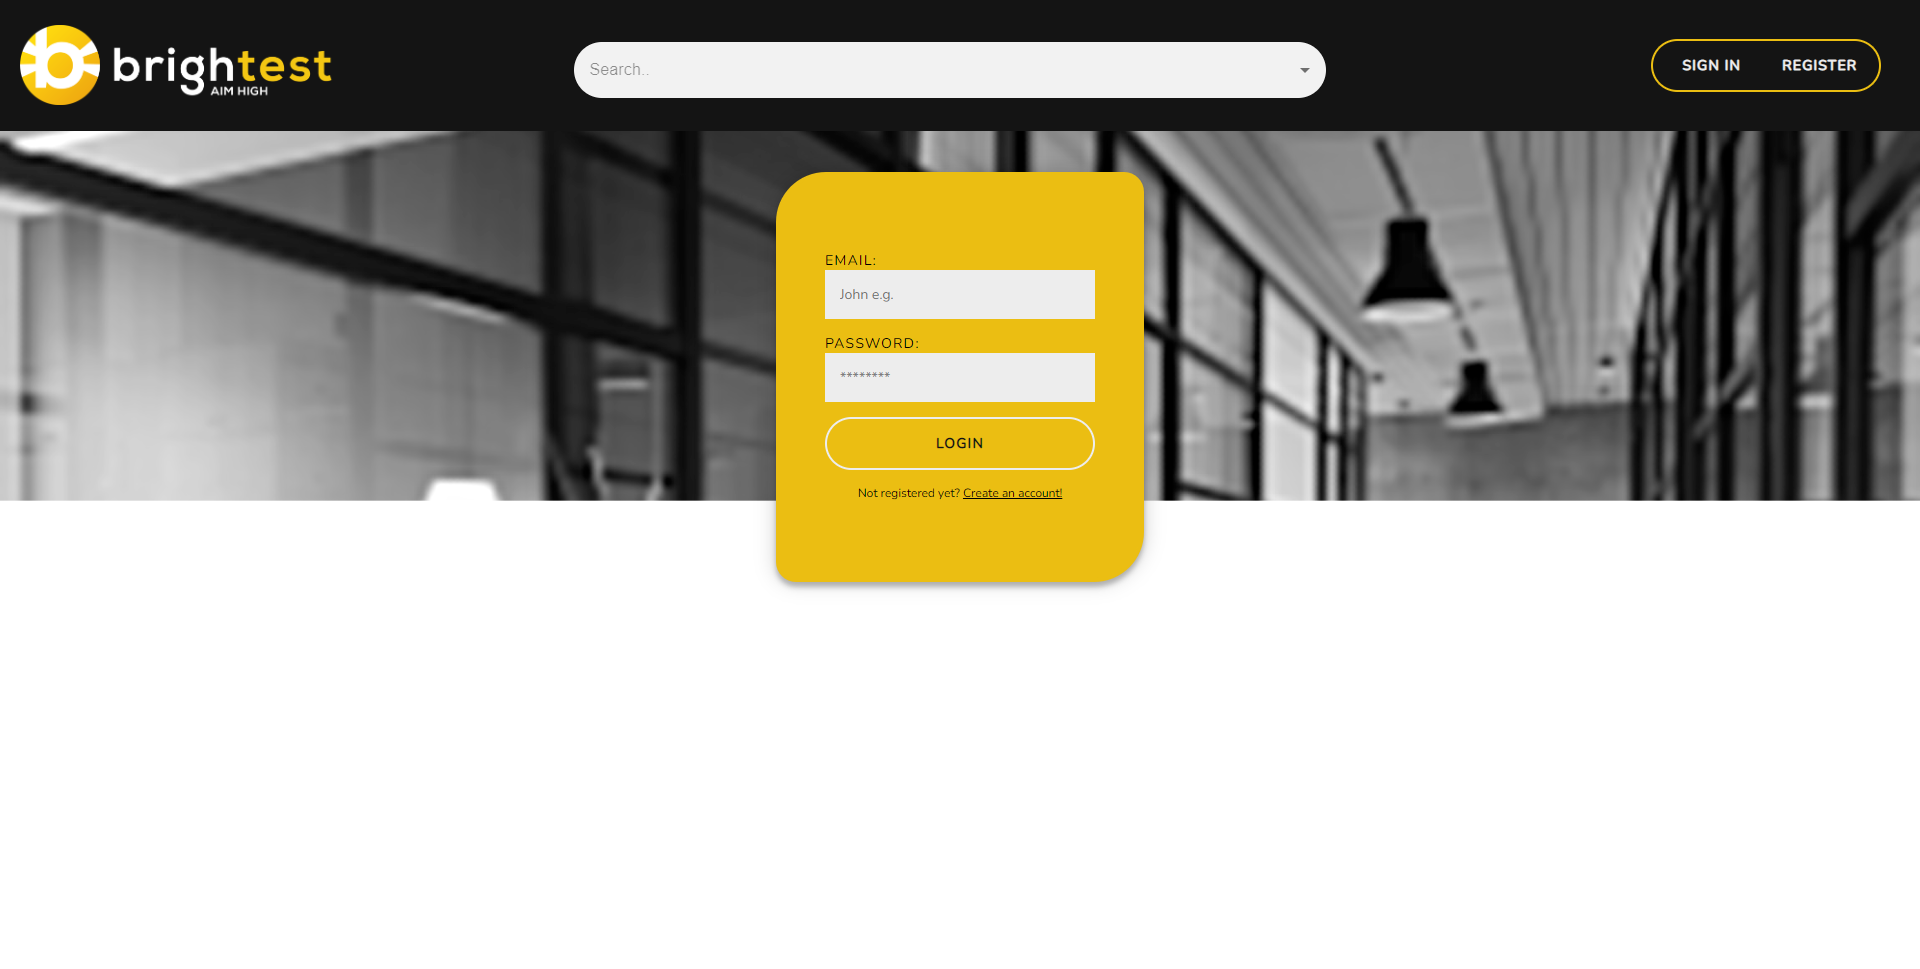 brightest
AIM HIGH
Search..
SIGN IN REGISTER
EMAIL:
John e.g.
PASSWORD:
********
LOGIN
Not registered yet? Create an account!